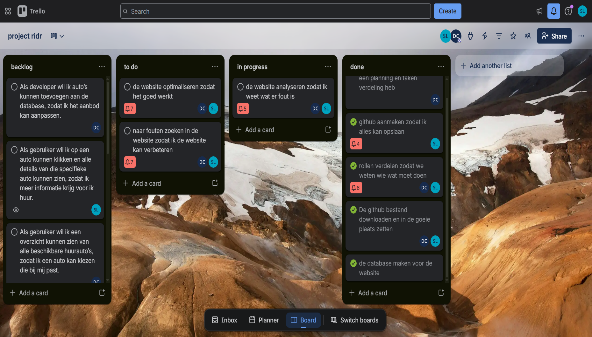 Trello
Search
Create
project ridr
Share
backlog
Als developer wil ik auto's
kunnen toevoegen aan de
database, zodat ik het aanbod
kan aanpassen.
Als gebruiker wil ik op een
auto kunnen klikken en alle
details van die specifieke
auto kunnen zien, zodat ik
meer informatie krijg voor ik
huur.
Als gebruiker wil ik een
overzicht kunnen zien van
alle beschikbare huurauto's,
zodat ik een auto kan kiezen
die bij mij past.
Add a card
to do
de website optimaliseren zodat
het goed werkt
naar fouten zoeken in de
website zodat ik de website
kan verbeteren
Add a card
in progress
de website analyseren zodat ik
weet wat er fout is
Add a card
done
een planning en taken
verdeling heb
github aanmaken zodat ik
alles kan opslaan
4
rollen verdelen zodat we
weten wie wat moet doen
De github bestand
downloaden en in de goeie
plaats zetten
de database maken voor de
website
Add a card
Add another list
Inbox
Planner
Board
Switch boards